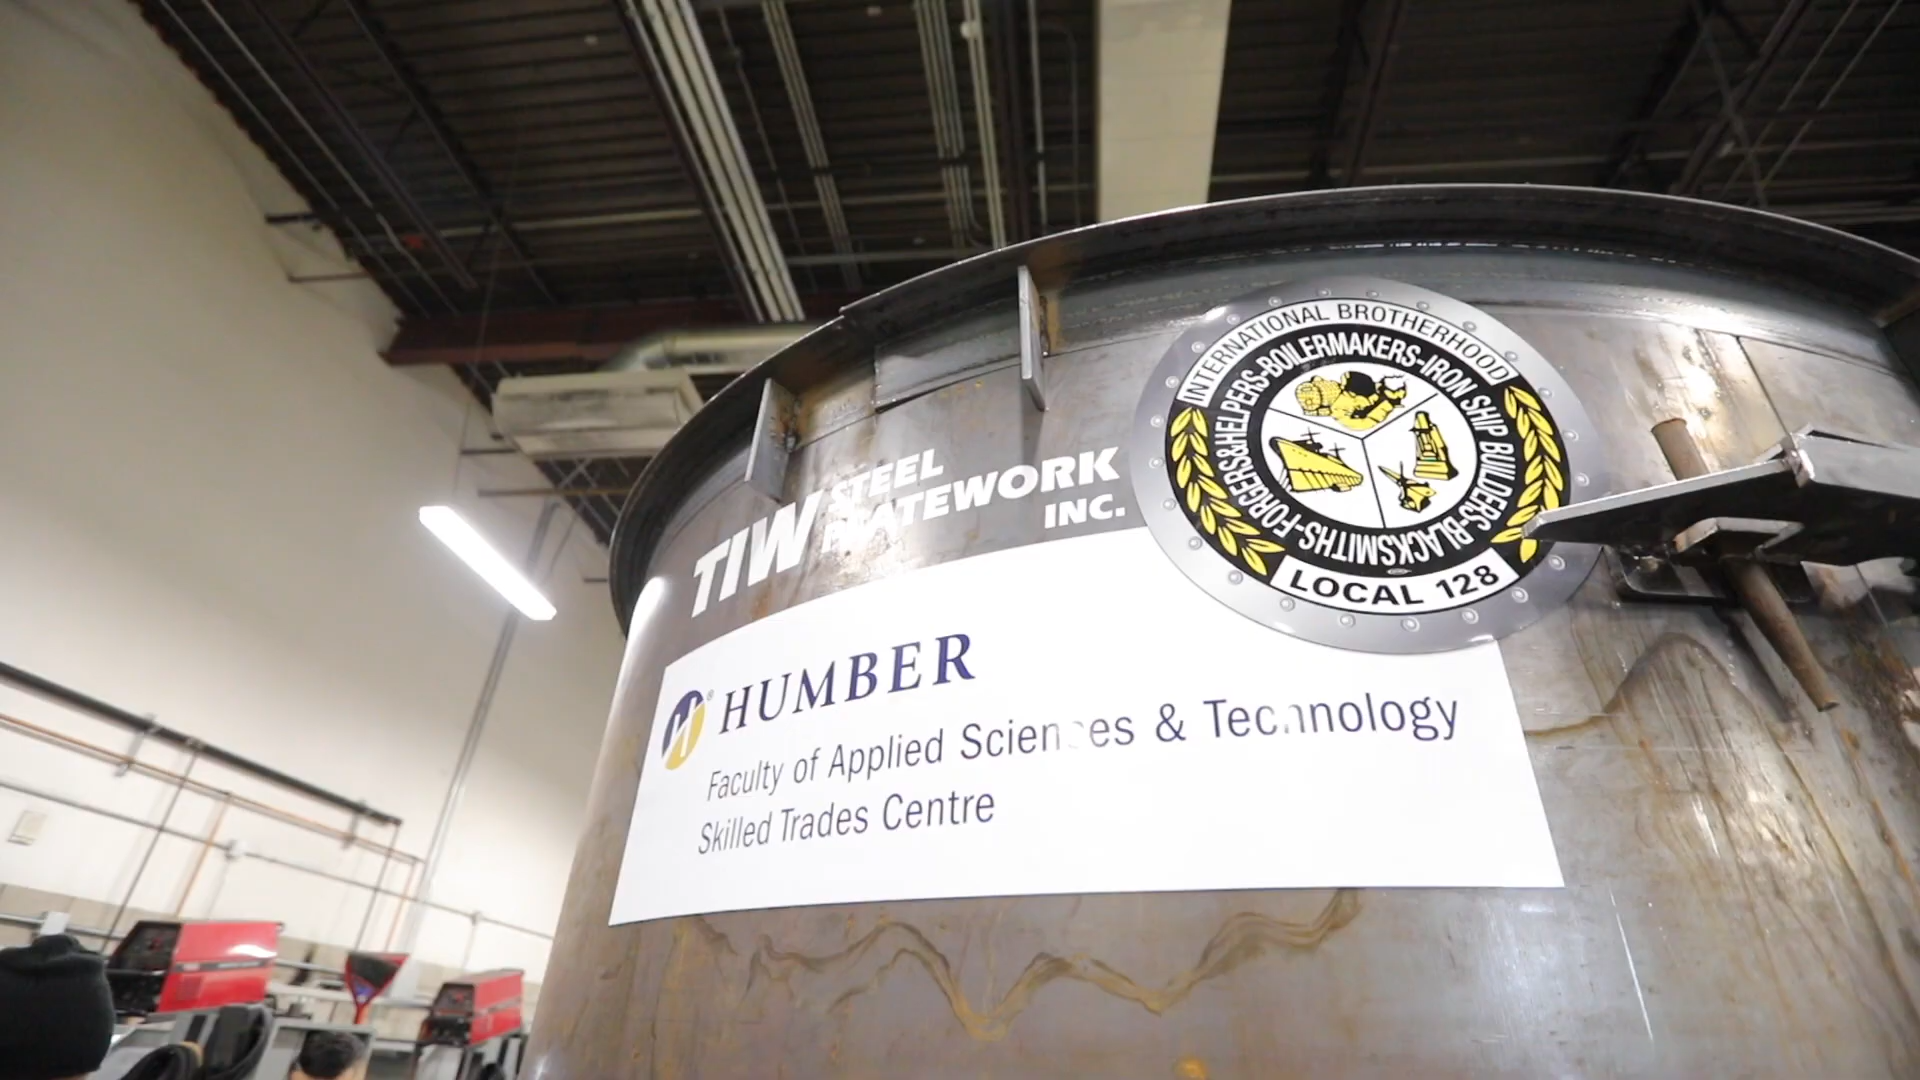 TIW STEEL
PLATEWORK
INC.
INTERNATIONAL BROTHERHOOD
BOILERMAKERS-IRON SHIP BUILDERS-BLACKSMITHS-FORGERS&HELPERS-
LOCAL 128
HUMBER
Faculty of Applied Sciences & Technology
Skilled Trades Centre